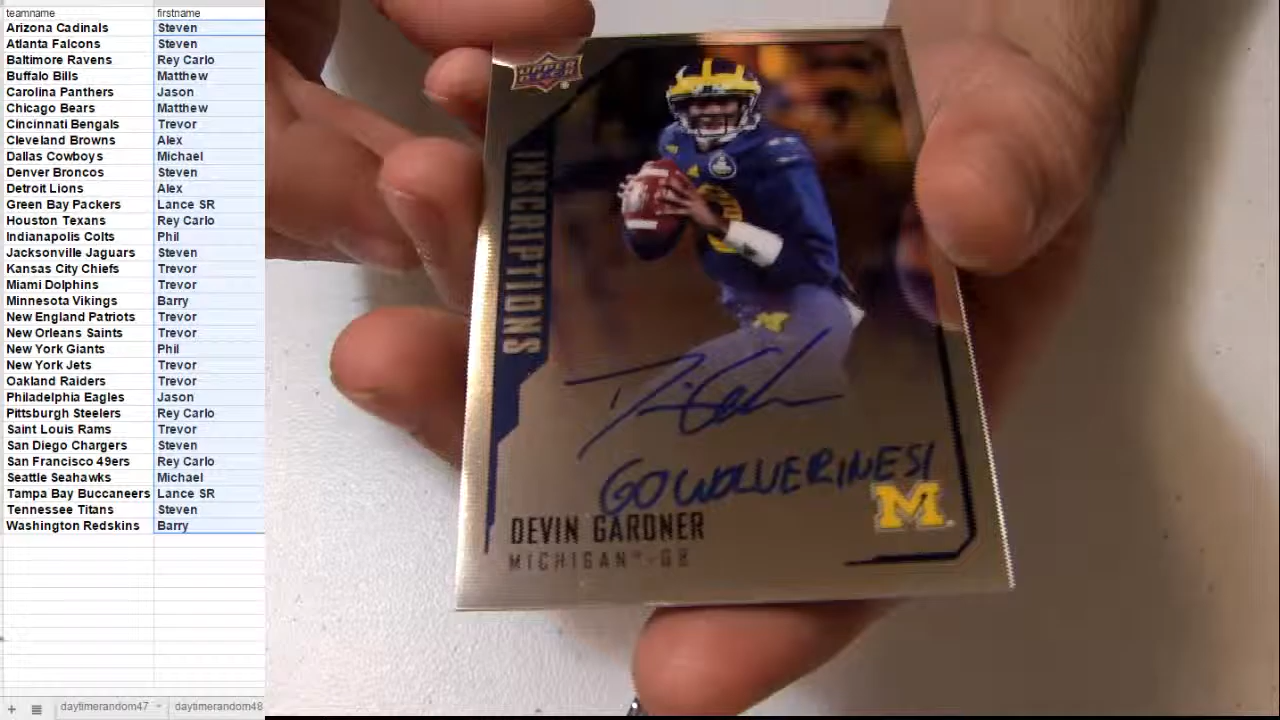 teamname firstname
Arizona Cadinals Steven
Atlanta Falcons Steven
Baltimore Ravens Rey Carlo
Buffalo Bills Matthew
Carolina Panthers Jason
Chicago Bears Matthew
Cincinnati Bengals Trevor
Cleveland Browns Alex
Dallas Cowboys Michael
Denver Broncos Steven
Detroit Lions Alex
Green Bay Packers Lance SR
Houston Texans Rey Carlo
Indianapolis Colts Phil
Jacksonville Jaguars Steven
Kansas City Chiefs Trevor
Miami Dolphins Trevor
Minnesota Vikings Barry
New England Patriots Trevor
New Orleans Saints Trevor
New York Giants Phil
New York Jets Trevor
Oakland Raiders Trevor
Philadelphia Eagles Jason
Pittsburgh Steelers Rey Carlo
Saint Louis Rams Trevor
San Diego Chargers Steven
San Francisco 49ers Rey Carlo
Seattle Seahawks Michael
Tampa Bay Buccaneers Lance SR
Tennessee Titans Steven
Washington Redskins Barry
daytimerandom47 daytimerandom48
UPPER DECK
INSCRIPTIONS
GO WOLVERINES!
M
DEVIN GARDNER
MICHIGAN™-QB